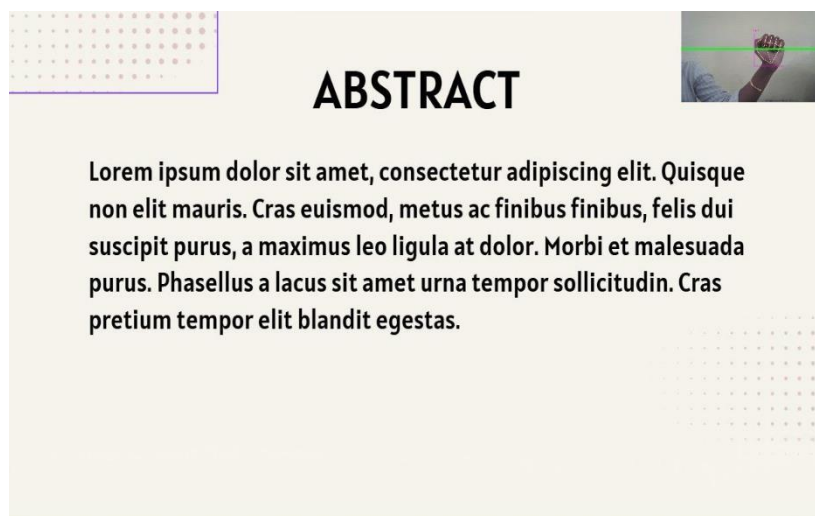 ABSTRACT
Lorem ipsum dolor sit amet, consectetur adipiscing elit. Quisque
non elit mauris. Cras euismod, metus ac finibus finibus, felis dui
suscipit purus, a maximus leo ligula at dolor. Morbi et malesuada
purus. Phasellus a lacus sit amet urna tempor sollicitudin. Cras
pretium tempor elit blandit egestas.